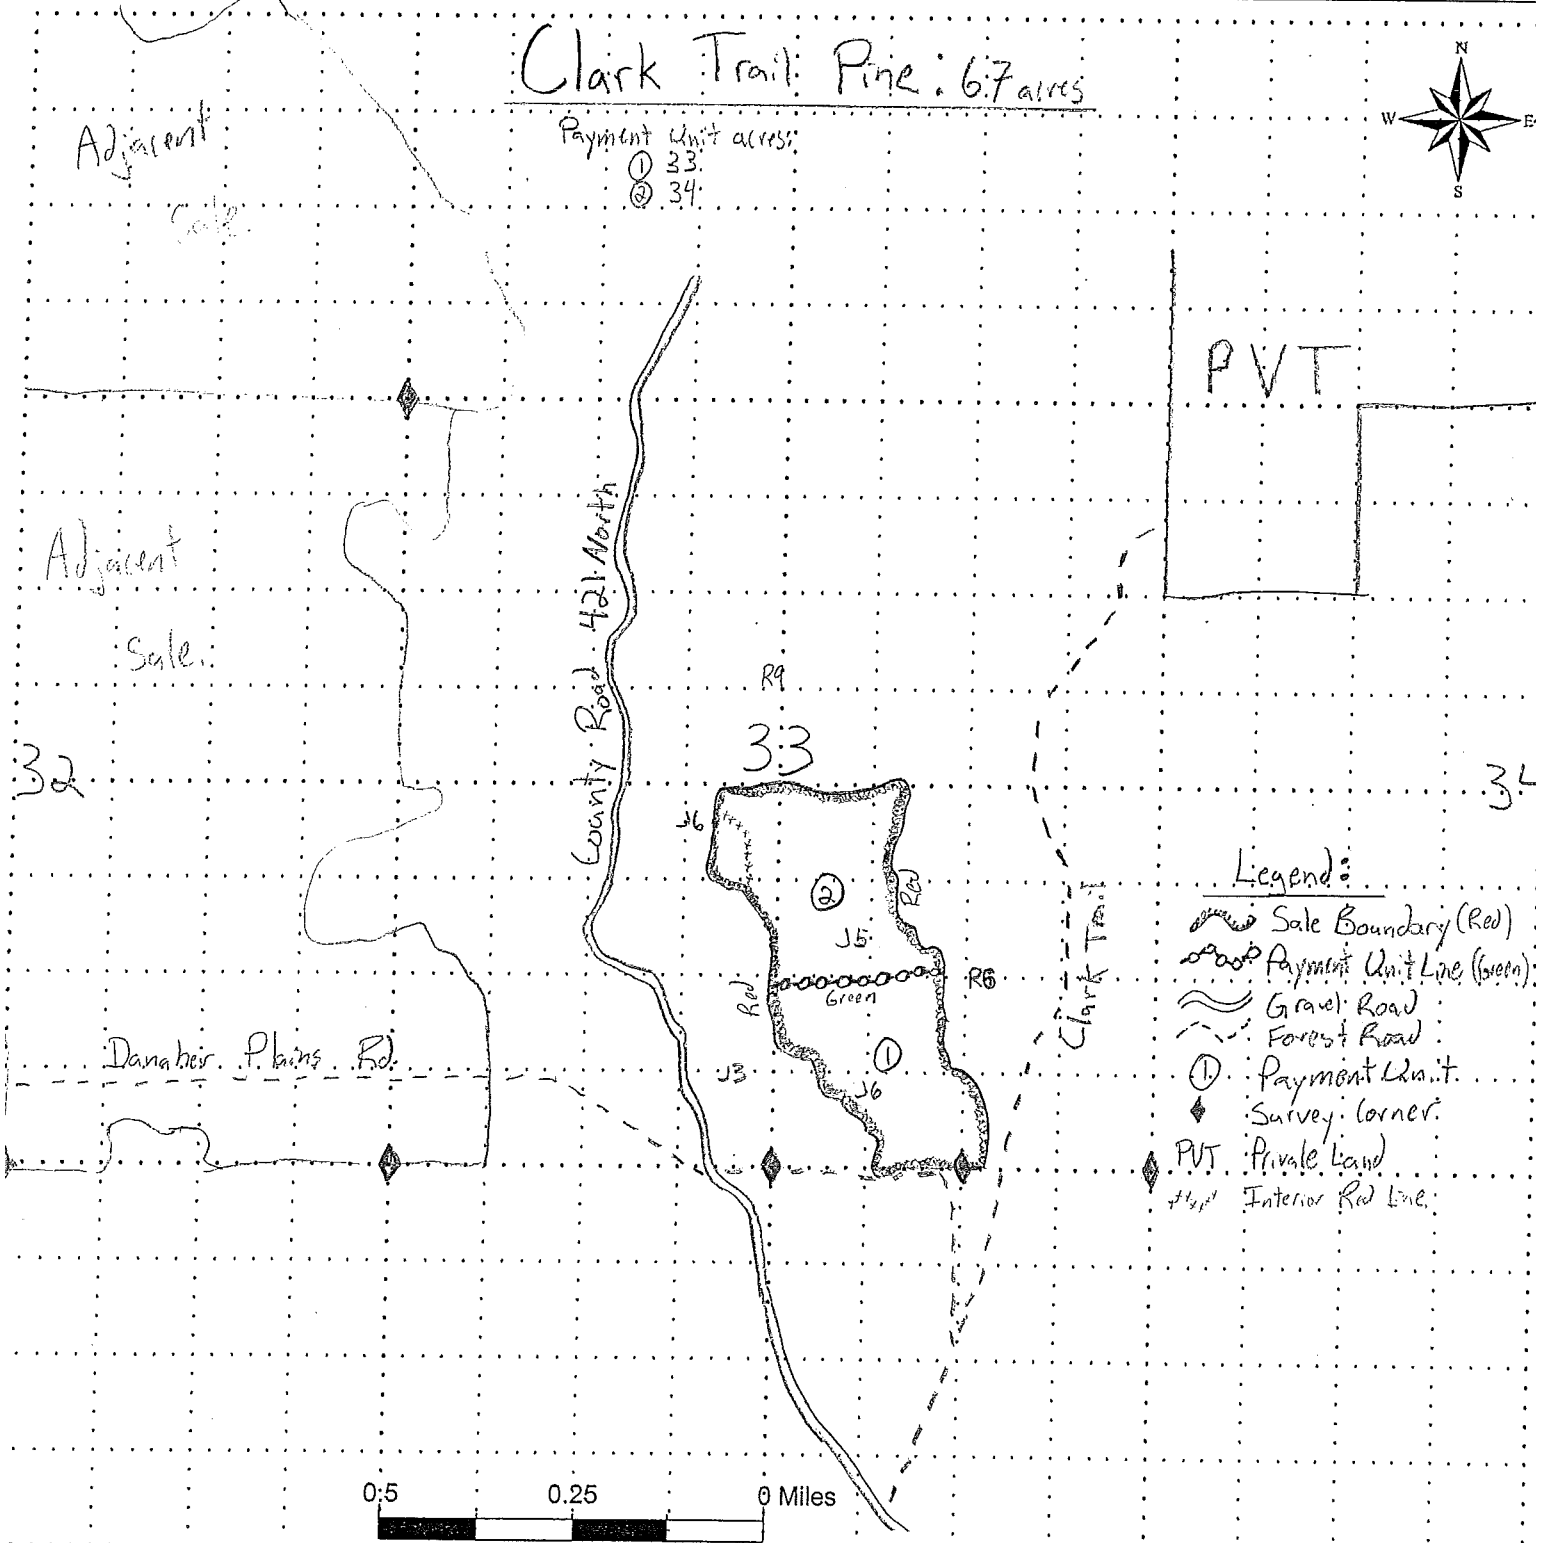 Clark Trail Pine: 67 acres
Payment Unit acres:
① 33
② 34
N
W E
S
Adjacent
Sale
PVT
County Road 421 North
Adjacent
Sale
R9
33
32
J6
②
Red
J5
Green
R6
Red
Clark Trail
Danaher Plains Rd.
①
J3
J6
Legend:
Sale Boundary (Red)
Payment Unit Line (Green)
Gravel Road
Forest Road
① Payment Unit
Survey Corner
PVT Private Land
Interior Red Line
0.5 0.25 0 Miles